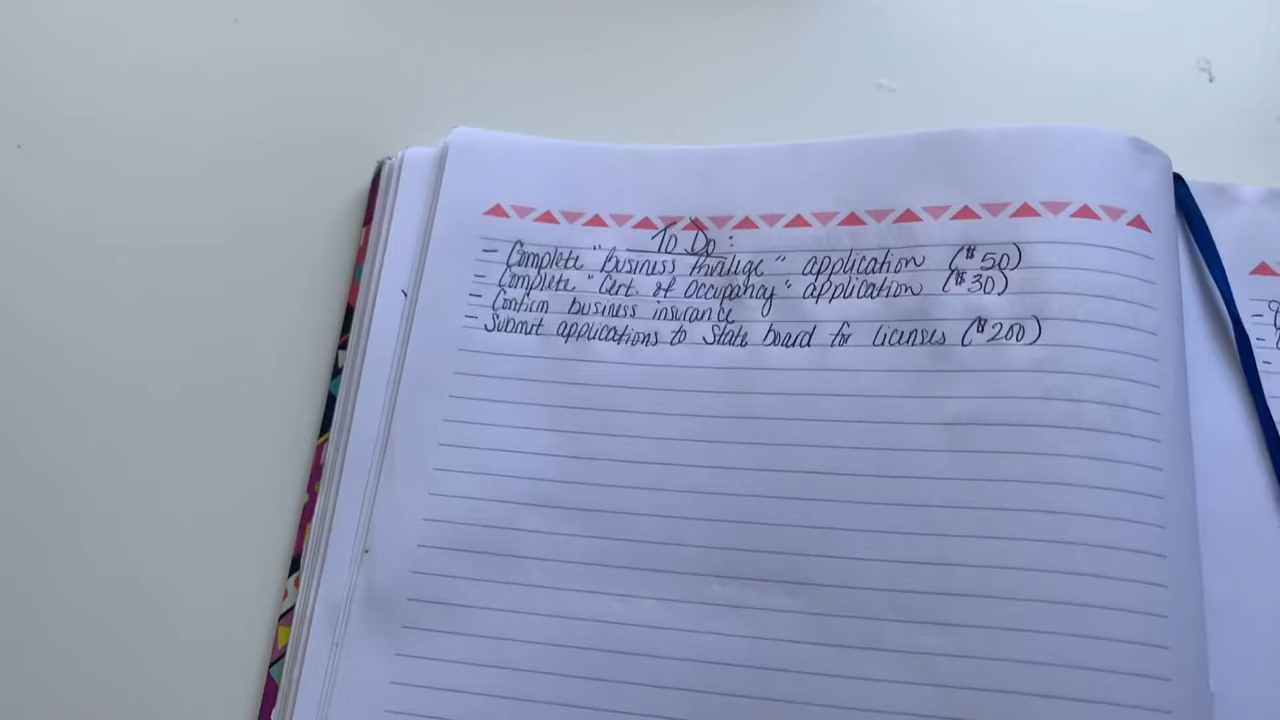 To Do:
- Complete "Business Privilege" application ($50)
- Complete "Cert. of Occupancy" application ($30)
- Confirm business insurance
- Submit applications to State board for licenses ($200)